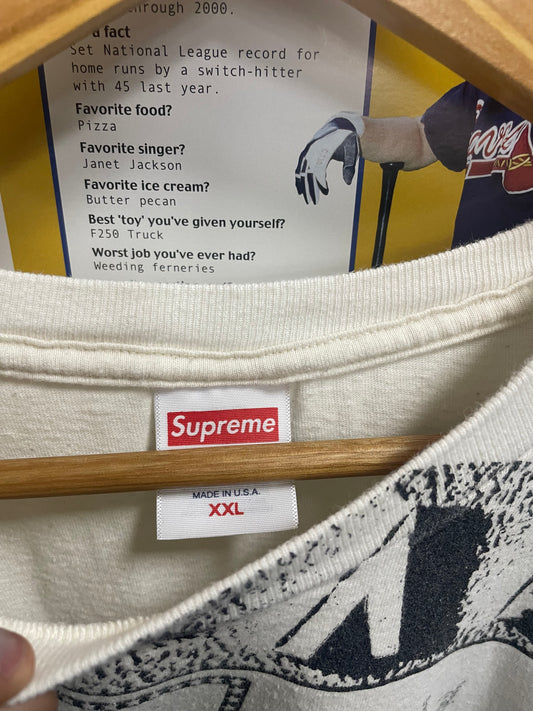 through 2000.
a fact
Set National League record for
home runs by a switch-hitter
with 45 last year.
Favorite food?
Pizza
Favorite singer?
Janet Jackson
Favorite ice cream?
Butter pecan
Best 'toy' you've given yourself?
F250 Truck
Worst job you've ever had?
Weeding ferneries
Supreme
MADE IN U.S.A.
XXL